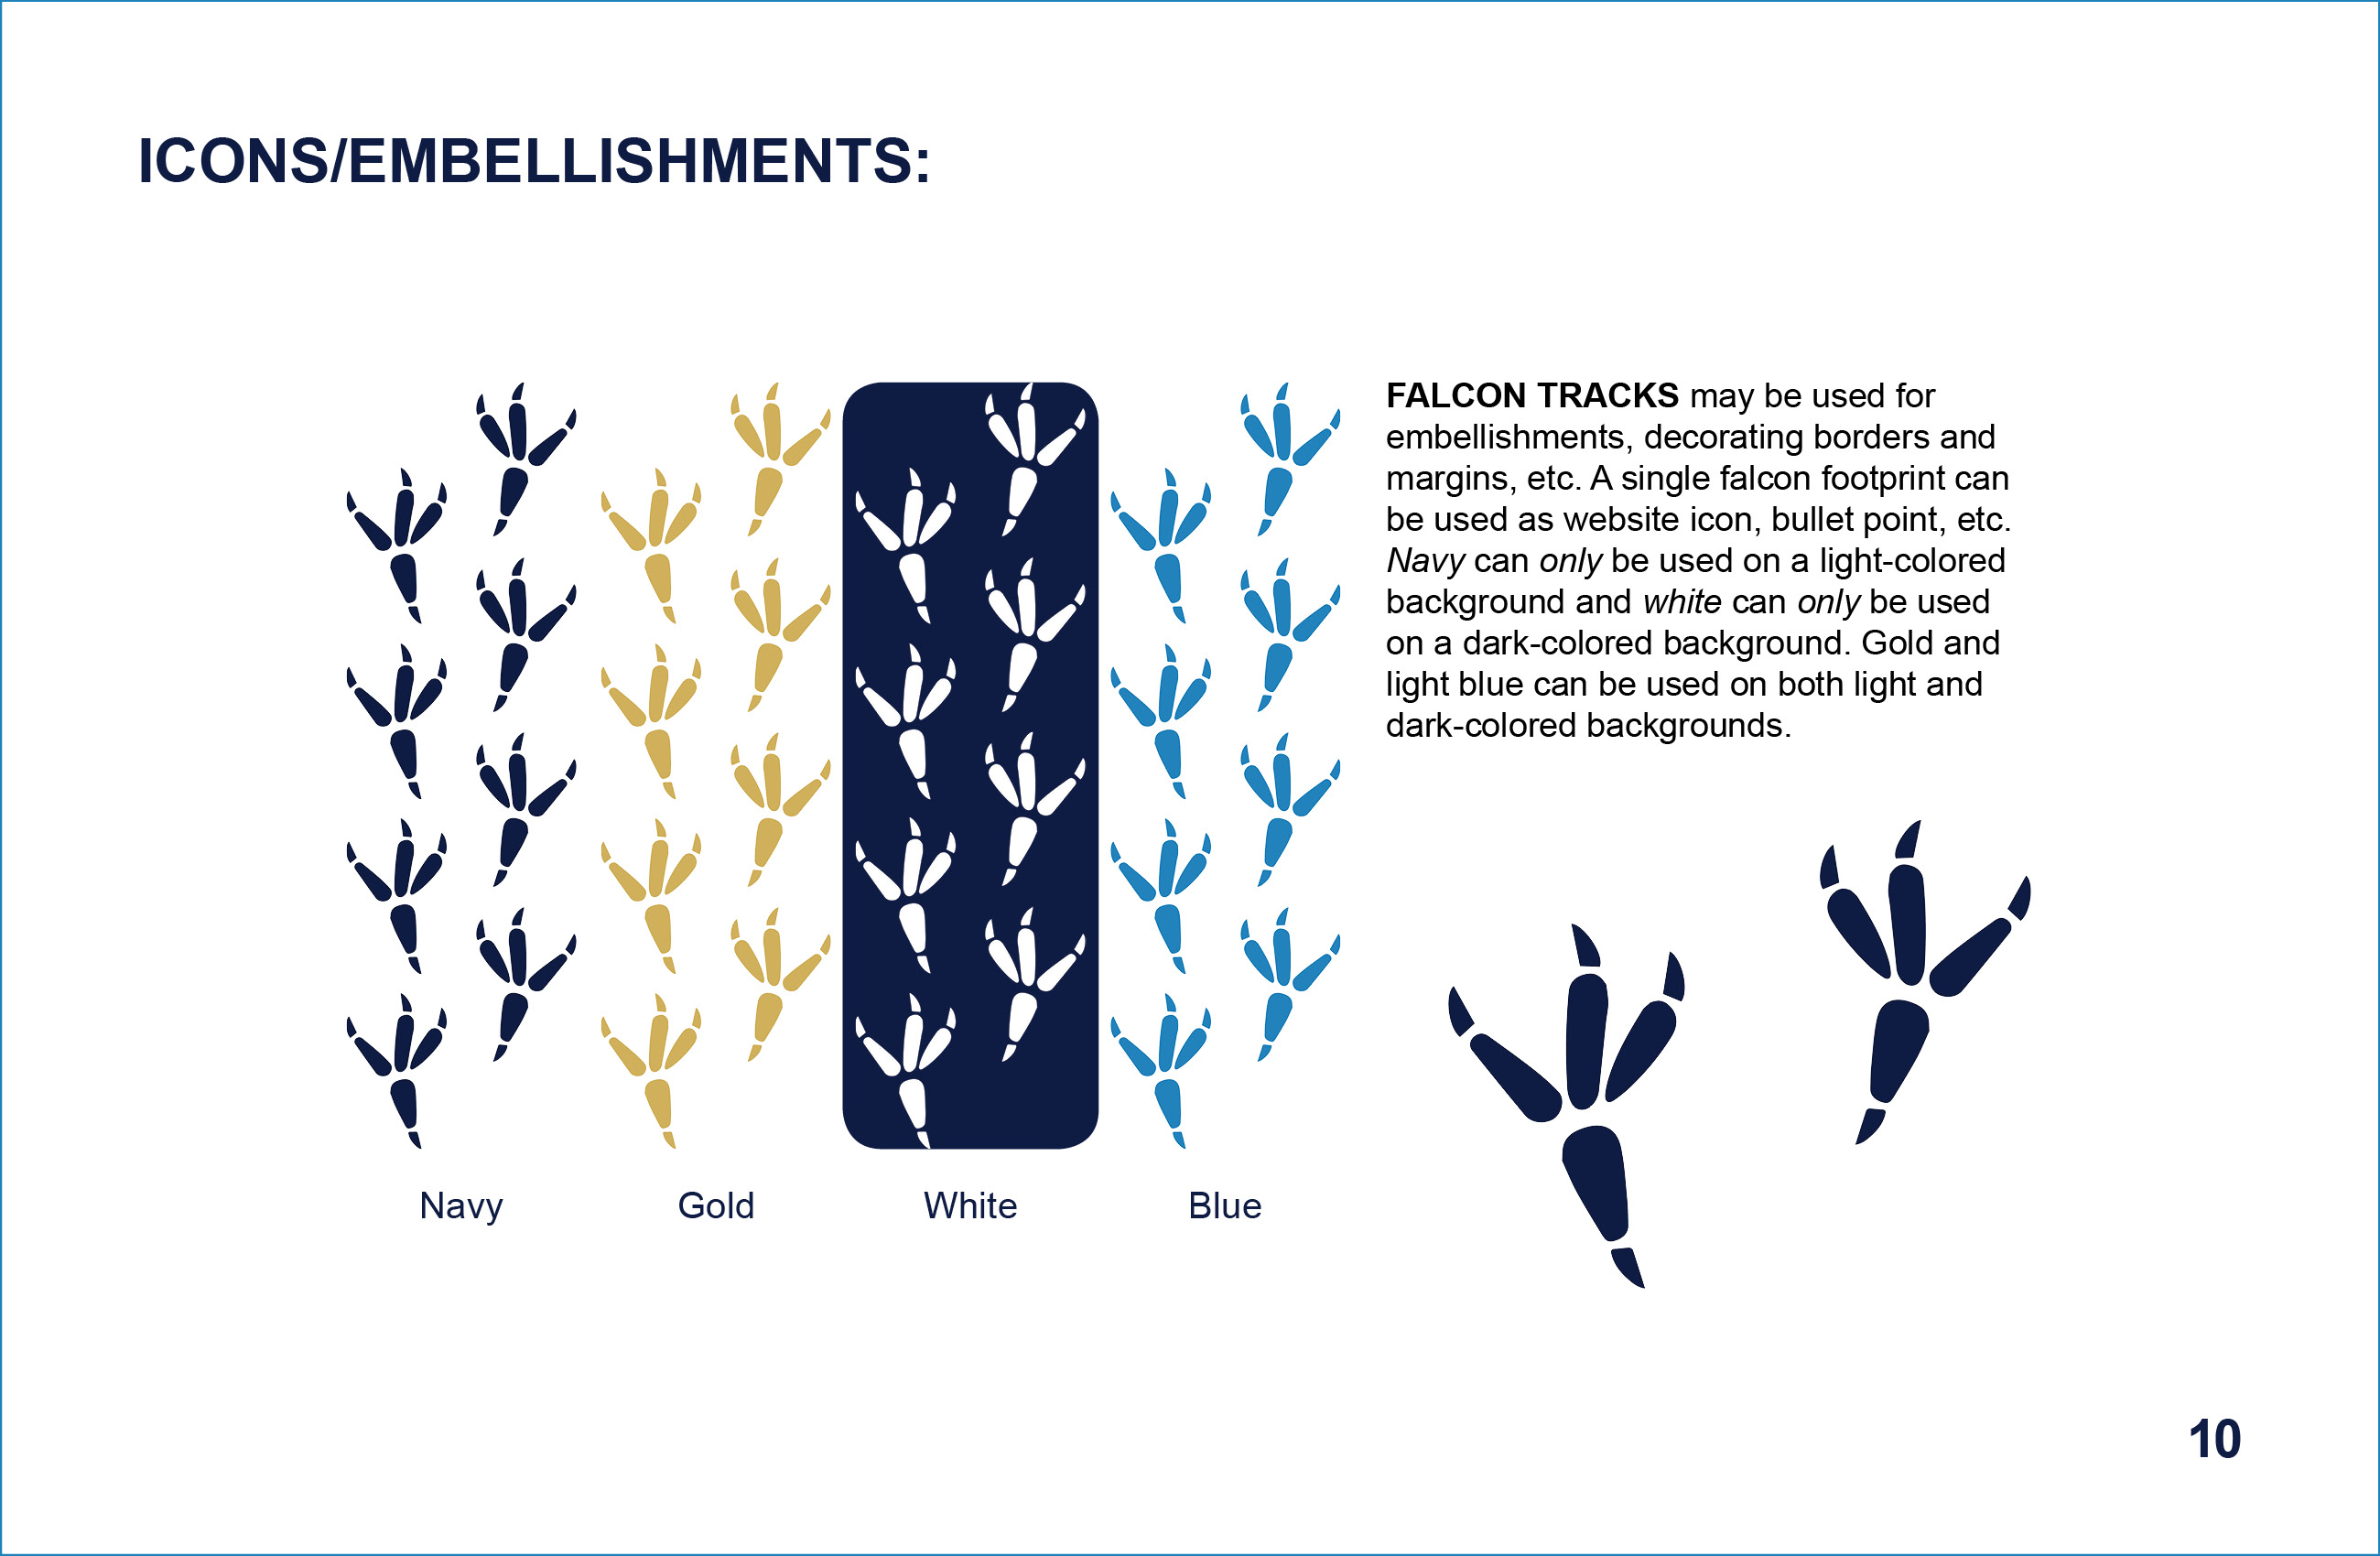 ICONS/EMBELLISHMENTS:
FALCON TRACKS may be used for
embellishments, decorating borders and
margins, etc. A single falcon footprint can
be used as website icon, bullet point, etc.
Navy can only be used on a light-colored
background and white can only be used
on a dark-colored background. Gold and
light blue can be used on both light and
dark-colored backgrounds.
Navy
Gold
White
Blue
10